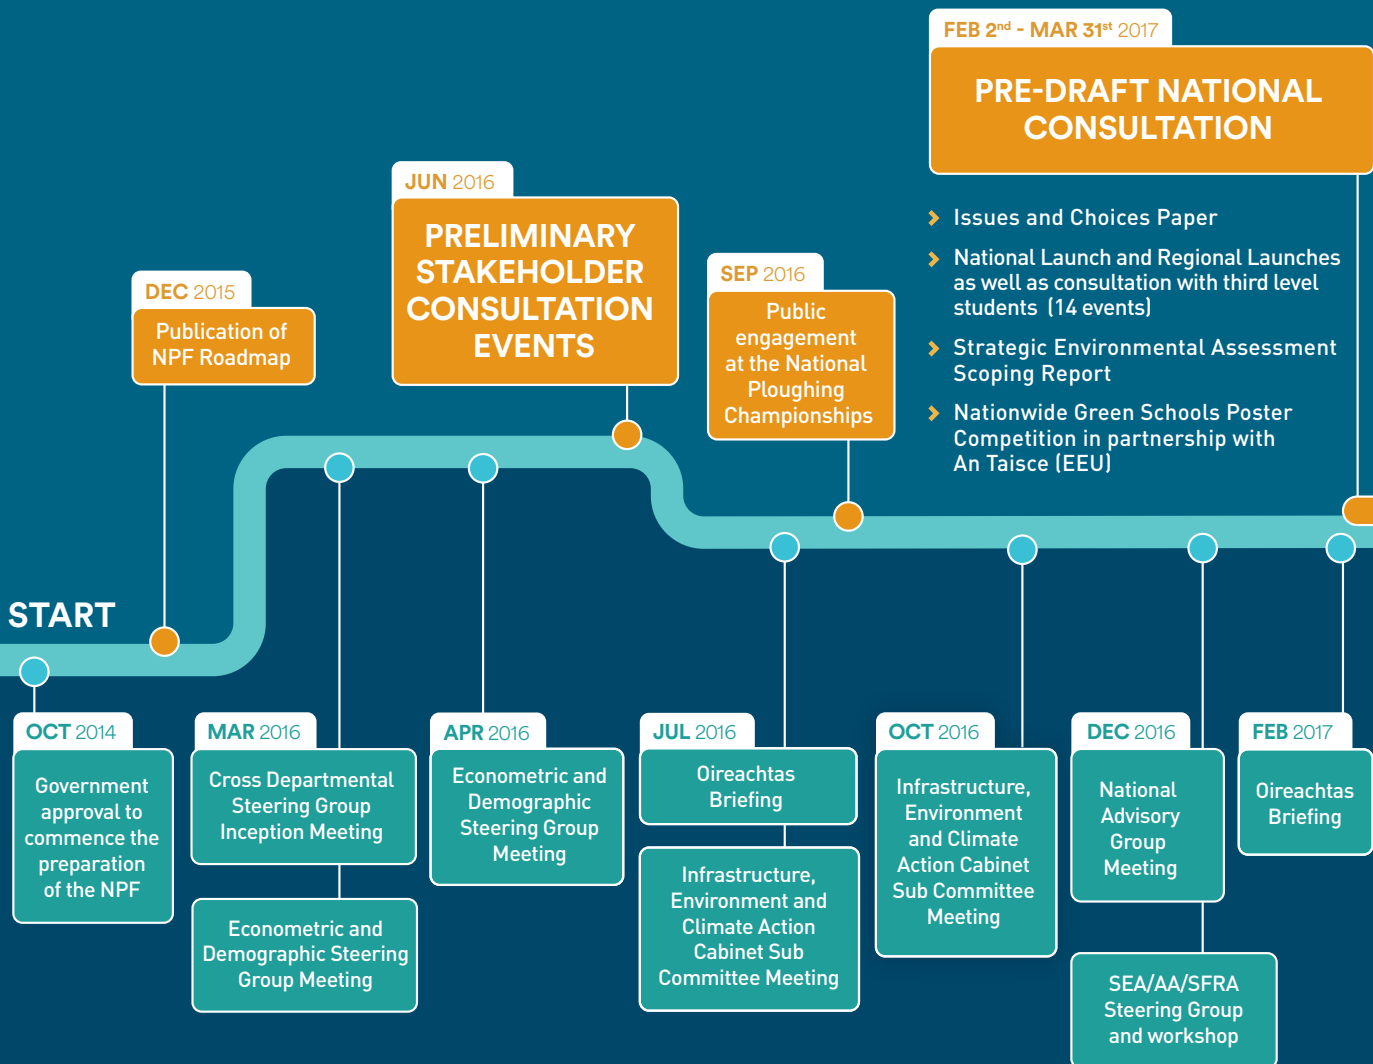 FEB 2nd - MAR 31st 2017
PRE-DRAFT NATIONAL
CONSULTATION
Issues and Choices Paper
National Launch and Regional Launches
as well as consultation with third level
students (14 events)
Strategic Environmental Assessment
Scoping Report
Nationwide Green Schools Poster
Competition in partnership with
An Taisce (EEU)
JUN 2016
PRELIMINARY
STAKEHOLDER
CONSULTATION
EVENTS
SEP 2016
Public
engagement
at the National
Ploughing
Championships
DEC 2015
Publication of
NPF Roadmap
START
OCT 2014
Government
approval to
commence the
preparation
of the NPF
MAR 2016
Cross Departmental
Steering Group
Inception Meeting
Econometric and
Demographic Steering
Group Meeting
APR 2016
Econometric and
Demographic
Steering Group
Meeting
JUL 2016
Oireachtas
Briefing
Infrastructure,
Environment and
Climate Action
Cabinet Sub
Committee Meeting
OCT 2016
Infrastructure,
Environment
and Climate
Action Cabinet
Sub Committee
Meeting
DEC 2016
National
Advisory
Group
Meeting
SEA/AA/SFRA
Steering Group
and workshop
FEB 2017
Oireachtas
Briefing